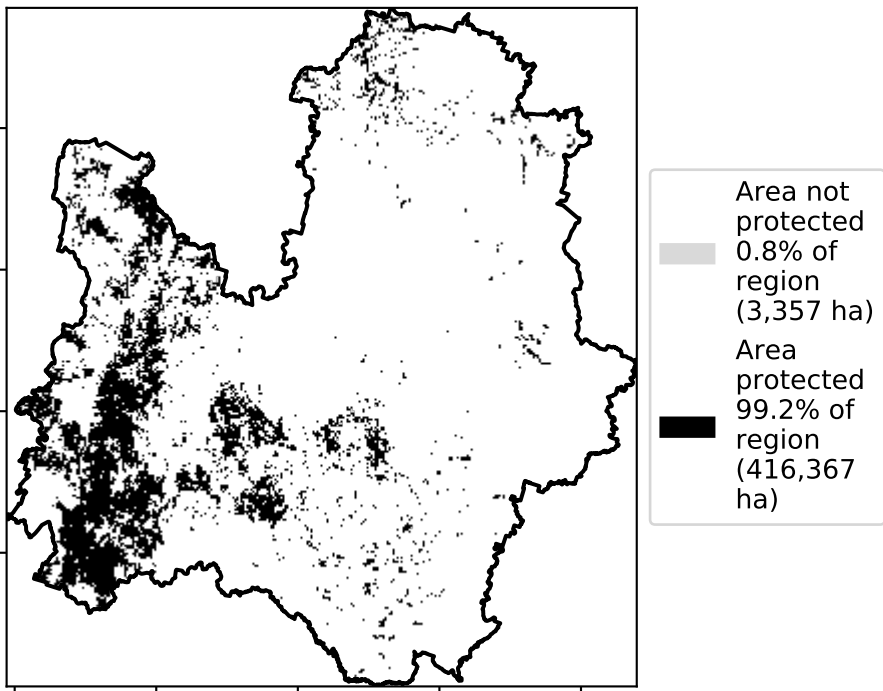 Area not
protected
0.8% of
region
(3,357 ha)
Area
protected
99.2% of
region
(416,367
ha)